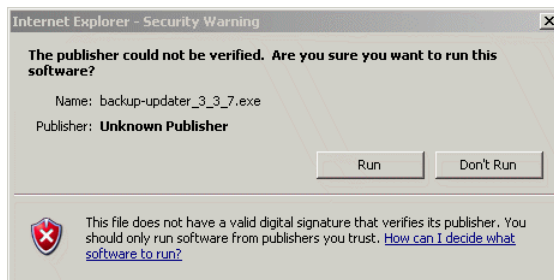 Internet Explorer - Security Warning
The publisher could not be verified. Are you sure you want to run this
software?
Name: backup-updater_3_3_7.exe
Publisher: Unknown Publisher
Run Don't Run
This file does not have a valid digital signature that verifies its publisher. You
should only run software from publishers you trust. How can I decide what
software to run?